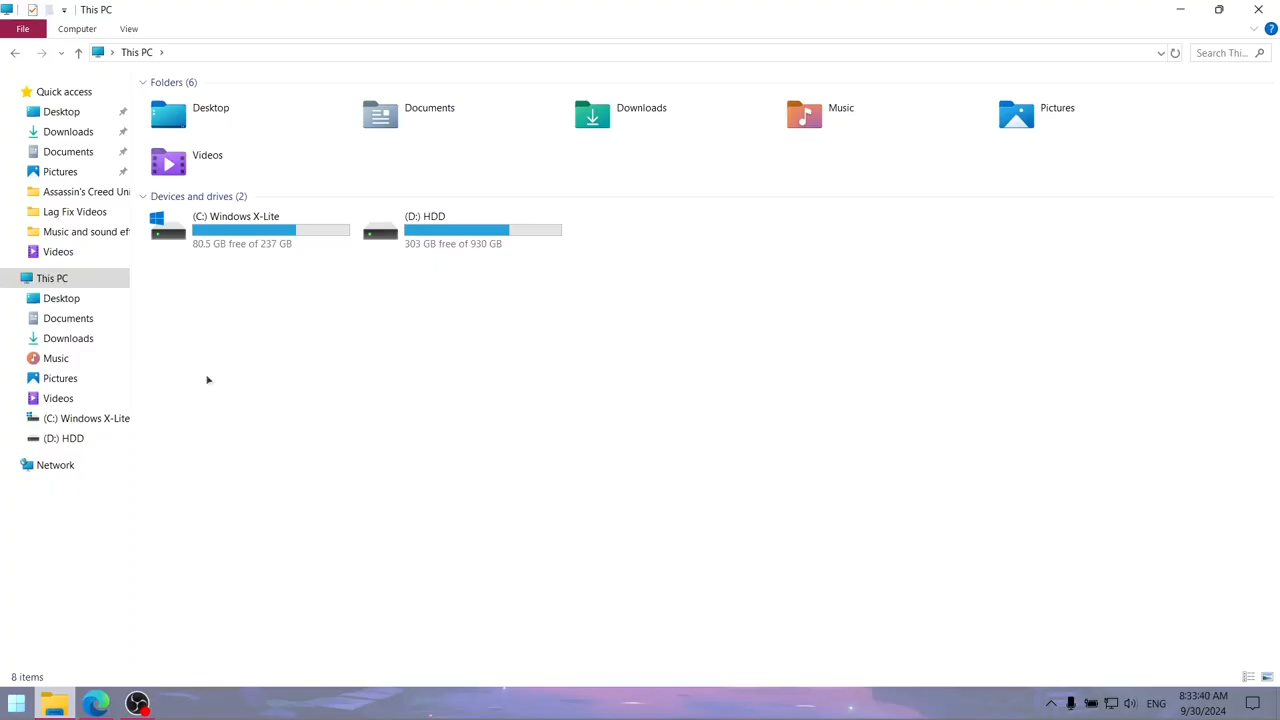 This PC
File
Computer
View
This PC
Search Thi...
Quick access
Desktop
Downloads
Documents
Pictures
Assassin's Creed Uni
Lag Fix Videos
Music and sound ef
Videos
This PC
Desktop
Documents
Downloads
Music
Pictures
Videos
(C:) Windows X-Lite
(D:) HDD
Network
Folders (6)
Desktop
Documents
Downloads
Music
Pictures
Videos
Devices and drives (2)
(C:) Windows X-Lite
80.5 GB free of 237 GB
(D:) HDD
303 GB free of 930 GB
8 items
ENG
8:33:40 AM
9/30/2024